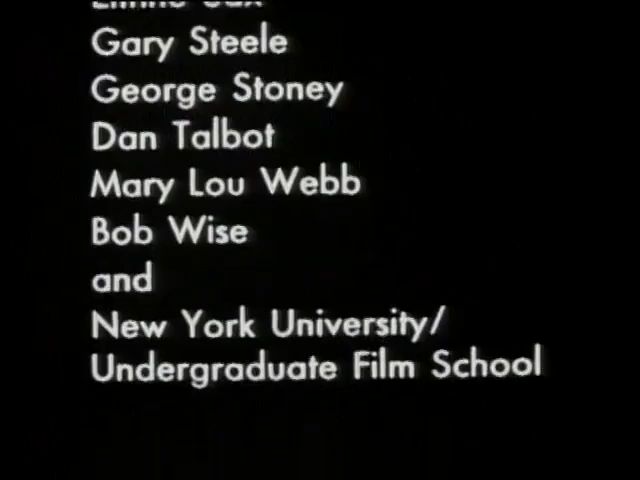 Gary Steele
George Stoney
Dan Talbot
Mary Lou Webb
Bob Wise
and
New York University/
Undergraduate Film School